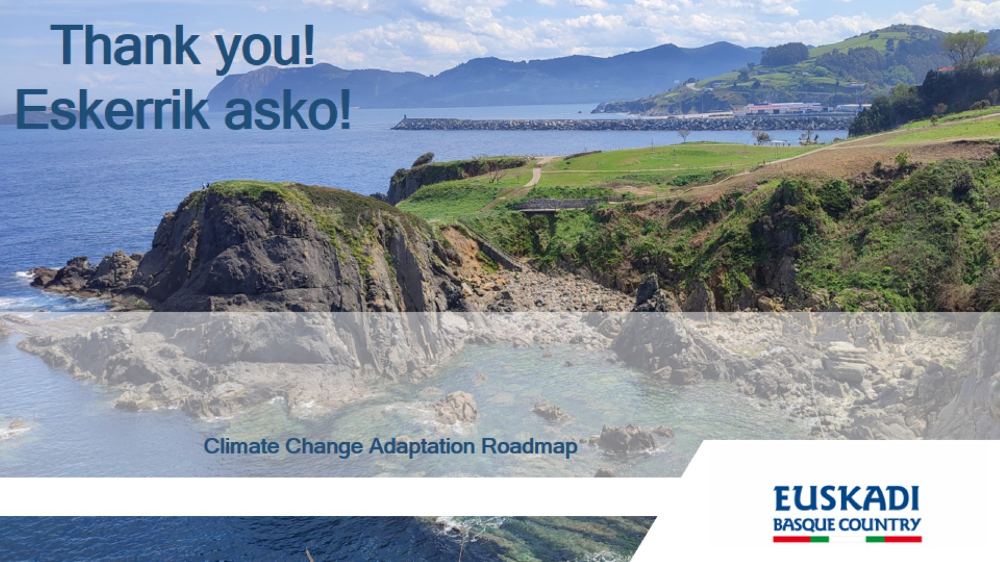 Thank you!
Eskerrik asko!
Climate Change Adaptation Roadmap
EUSKADI
BASQUE COUNTRY